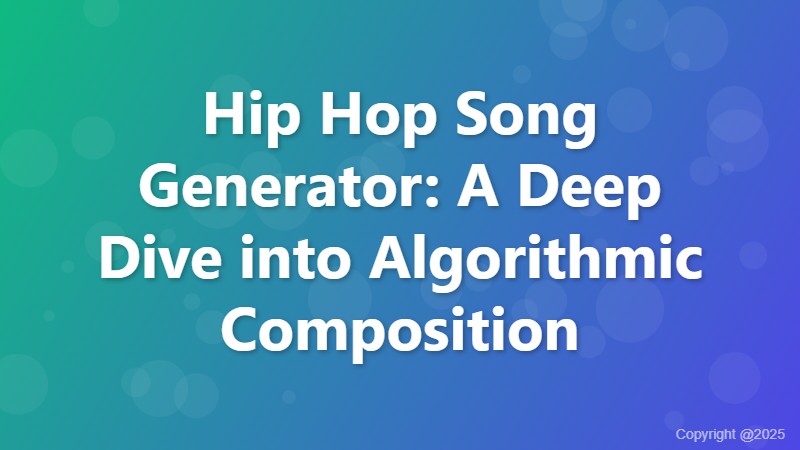 Hip Hop Song
Generator: A Deep
Dive into Algorithmic
Composition
Copyright @2025